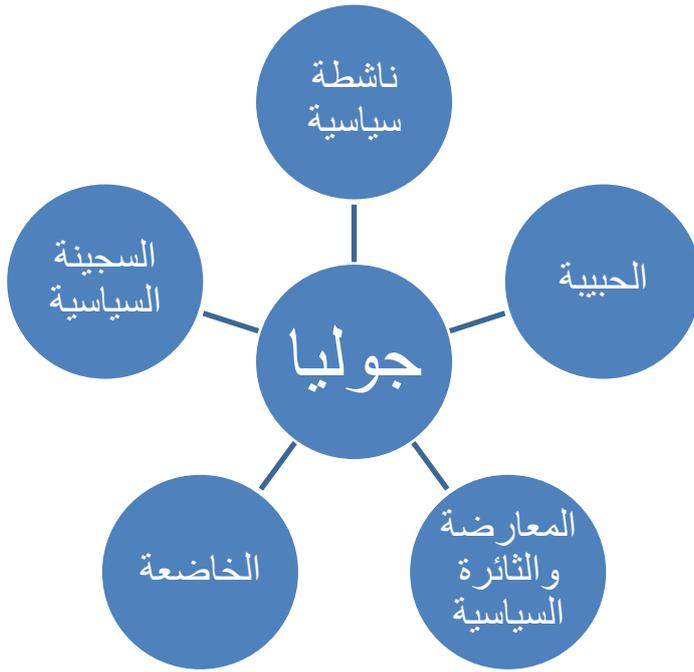 ناشطة
سياسية
الحبيبة
المعارضة
والثائرة
السياسية
الخاضعة
السجينة
السياسية
جوليا